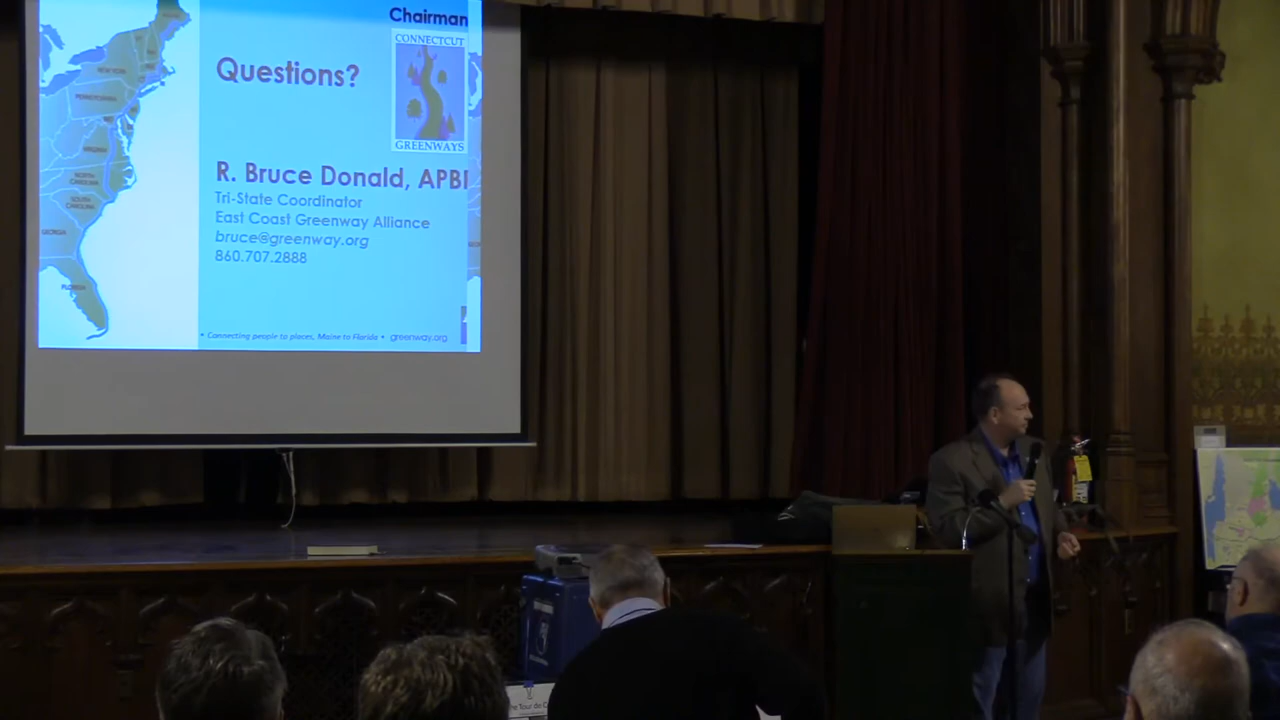 Chairman
CONNECTCUT
GREENWAYS
Questions?
R. Bruce Donald, APBP
Tri-State Coordinator
East Coast Greenway Alliance
bruce@greenway.org
860.707.2888
• Connecting people to places, Maine to Florida • greenway.org
NEW YORK
PENNSYLVANIA
VIRGINIA
NORTH
CAROLINA
SOUTH
CAROLINA
GEORGIA
FLORIDA